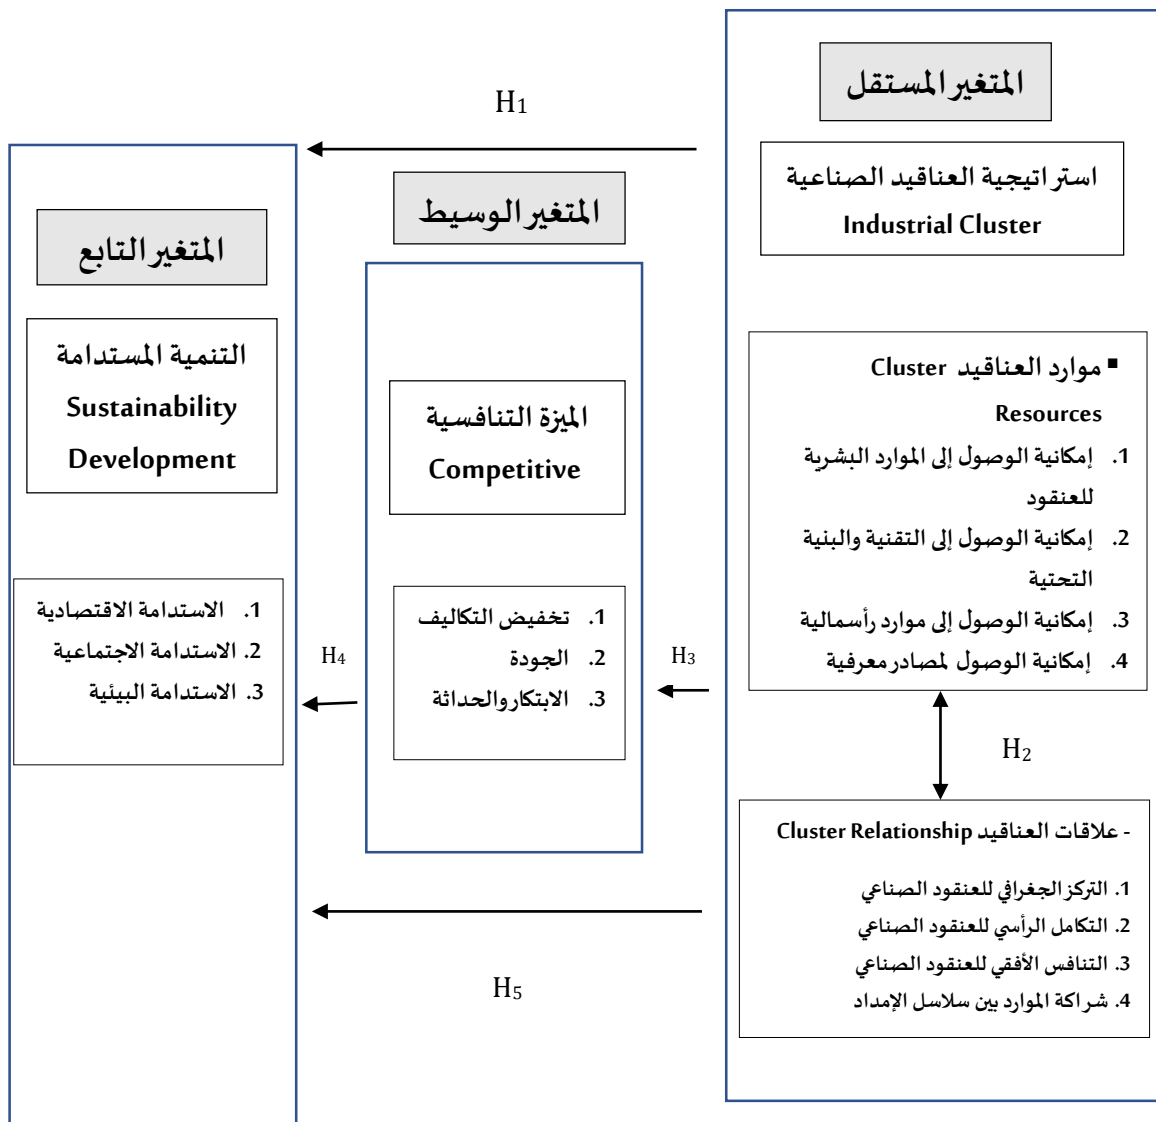 المتغير المستقل
استراتيجية العناقيد الصناعية
Industrial Cluster
▪ موارد العناقيد Cluster
Resources
1. إمكانية الوصول إلى الموارد البشرية
للعنقود
2. إمكانية الوصول إلى التقنية والبنية
التحتية
3. إمكانية الوصول إلى موارد رأسمالية
4. إمكانية الوصول لمصادر معرفية
H2
- علاقات العناقيد Cluster Relationship
1. التركز الجغرافي للعنقود الصناعي
2. التكامل الرأسي للعنقود الصناعي
3. التنافس الأفقي للعنقود الصناعي
4. شراكة الموارد بين سلاسل الإمداد
H1
H3
المتغير الوسيط
الميزة التنافسية
Competitive
1. تخفيض التكاليف
2. الجودة
3. الابتكار والحداثة
H4
H5
المتغير التابع
التنمية المستدامة
Sustainability
Development
1. الاستدامة الاقتصادية
2. الاستدامة الاجتماعية
3. الاستدامة البيئية